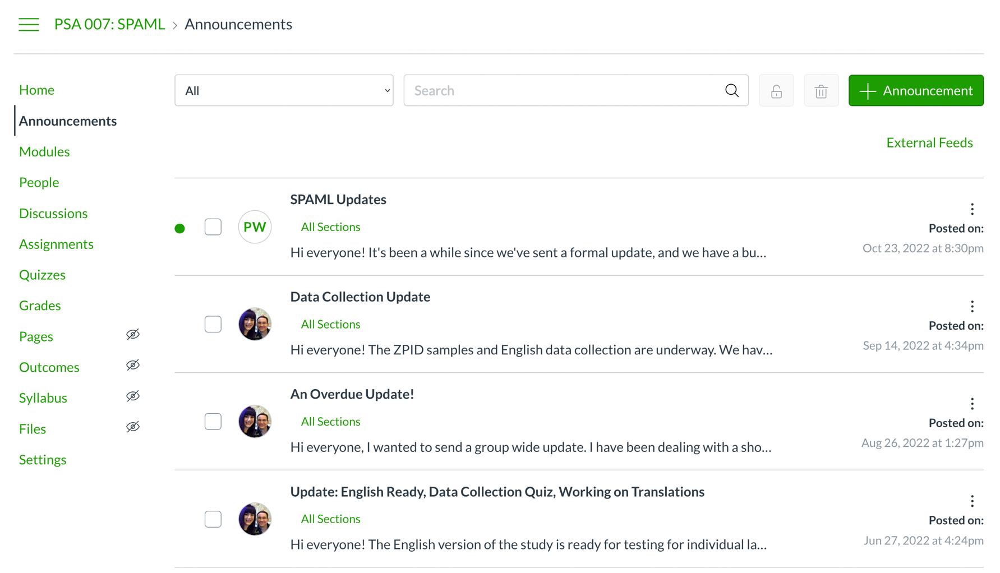 PSA 007: SPAML > Announcements
Home
Announcements
Modules
People
Discussions
Assignments
Quizzes
Grades
Pages
Outcomes
Syllabus
Files
Settings
All
Search
Announcement
External Feeds
SPAML Updates
PW
All Sections
Hi everyone! It's been a while since we've sent a formal update, and we have a bu...
Posted on:
Oct 23, 2022 at 8:30pm
Data Collection Update
All Sections
Hi everyone! The ZPID samples and English data collection are underway. We hav...
Posted on:
Sep 14, 2022 at 4:34pm
An Overdue Update!
All Sections
Hi everyone, I wanted to send a group wide update. I have been dealing with a sho...
Posted on:
Aug 26, 2022 at 1:27pm
Update: English Ready, Data Collection Quiz, Working on Translations
All Sections
Hi everyone! The English version of the study is ready for testing for individual la...
Posted on:
Jun 27, 2022 at 4:24pm